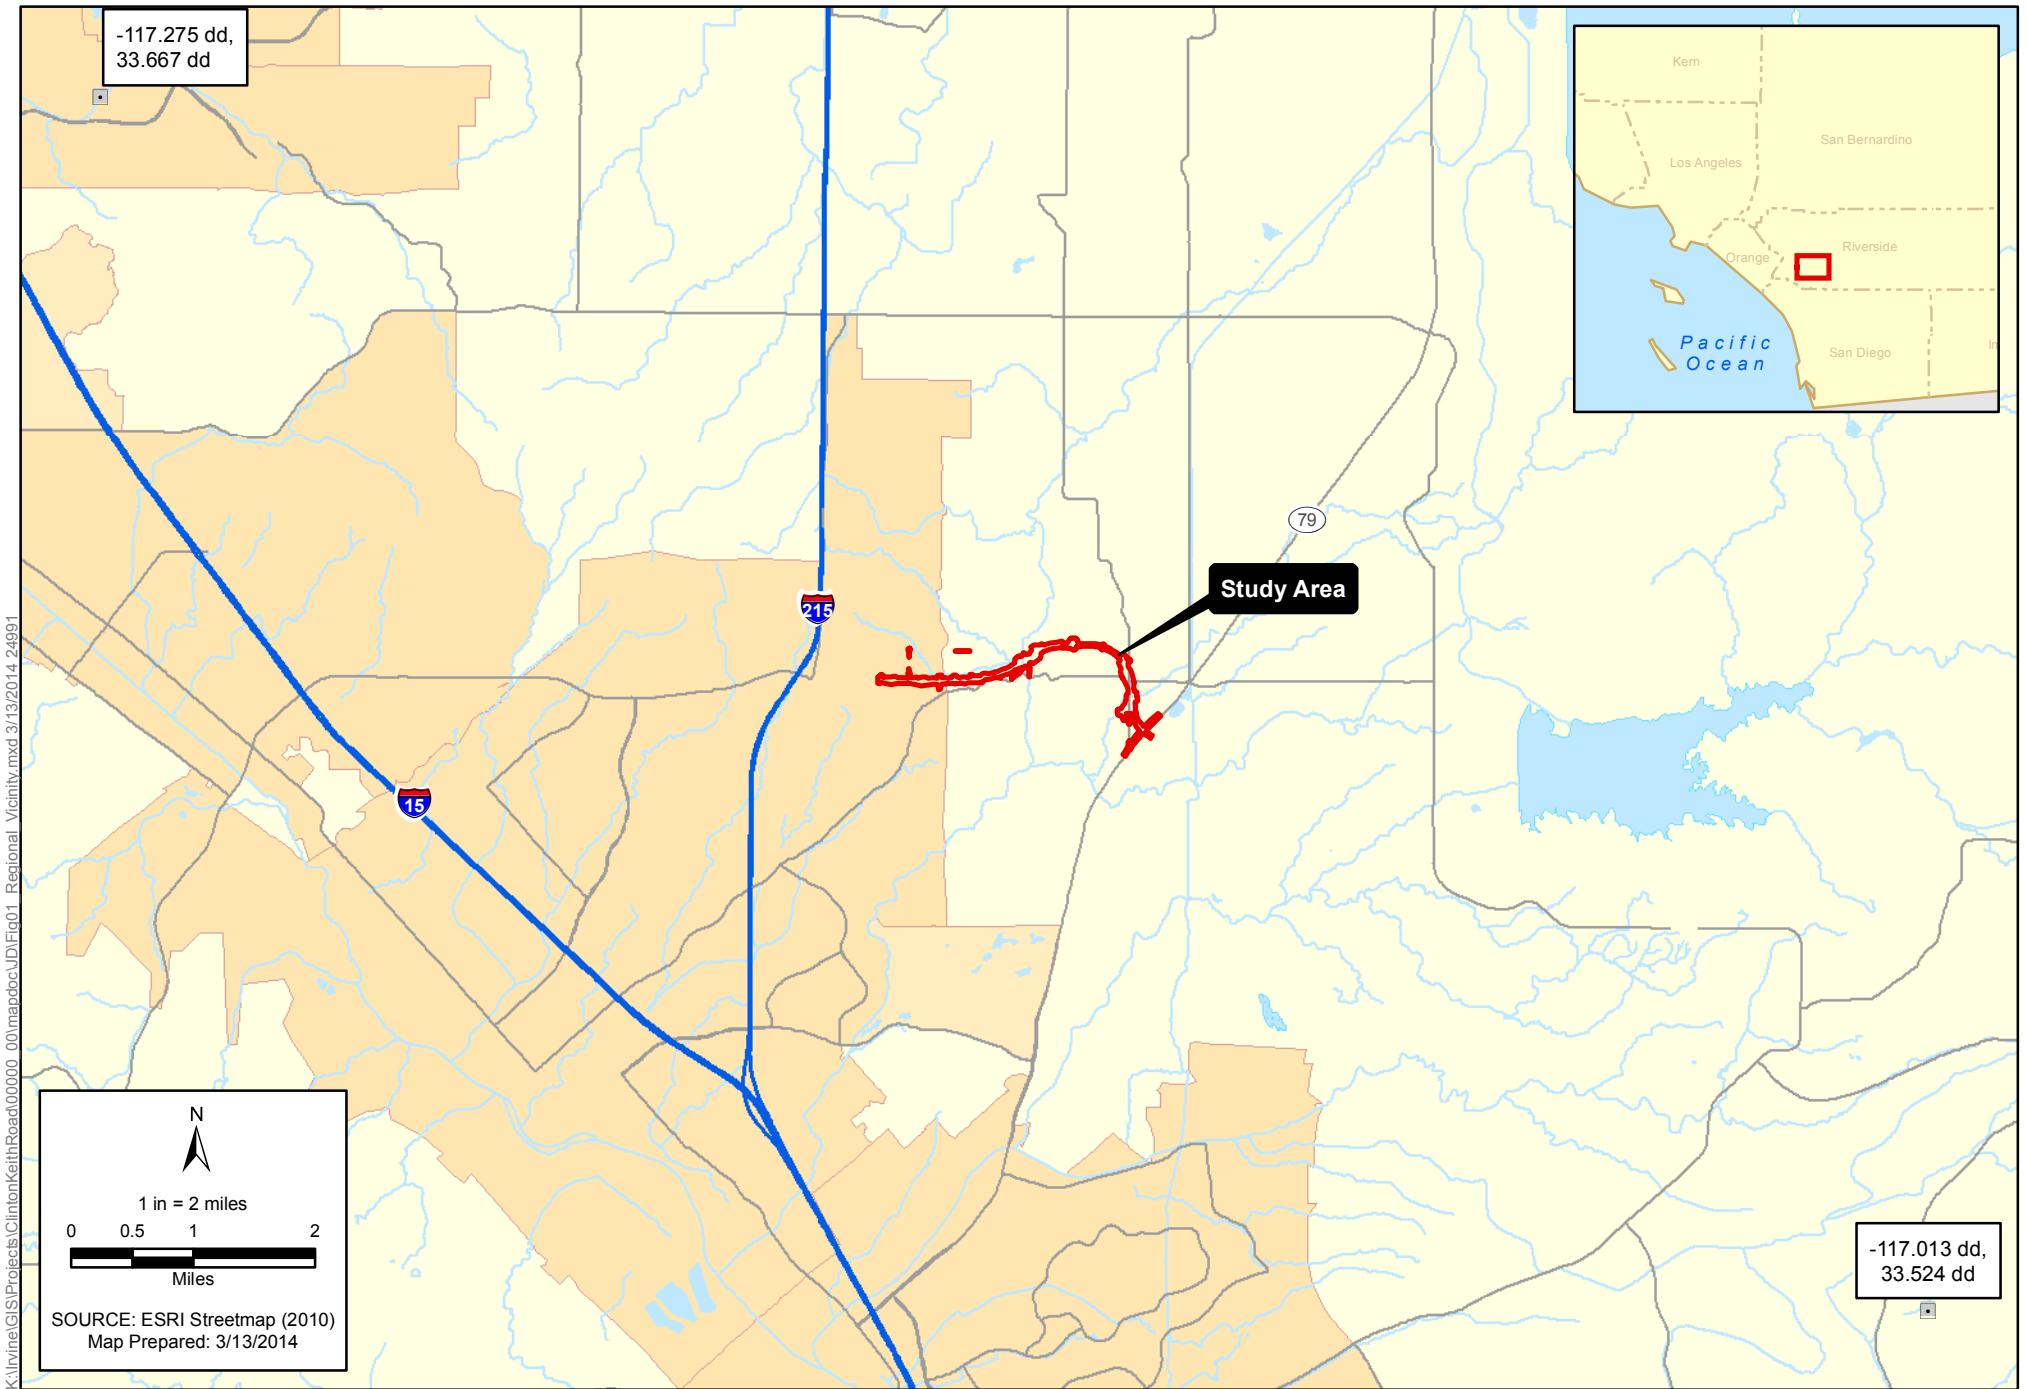 -117.275 dd,
33.667 dd
Kern
San Bernardino
Los Angeles
Riverside
Orange
Pacific
Ocean
San Diego
In
79
Study Area
215
15
N
1 in = 2 miles
0 0.5 1 2
Miles
SOURCE: ESRI Streetmap (2010)
Map Prepared: 3/13/2014
-117.013 dd,
33.524 dd
K:\Irvine\GIS\Projects\ClintonKeithRoad\00000_00\mapdoc\JD\Fig01_Regional_Vicinity.mxd 3/13/2014 24991